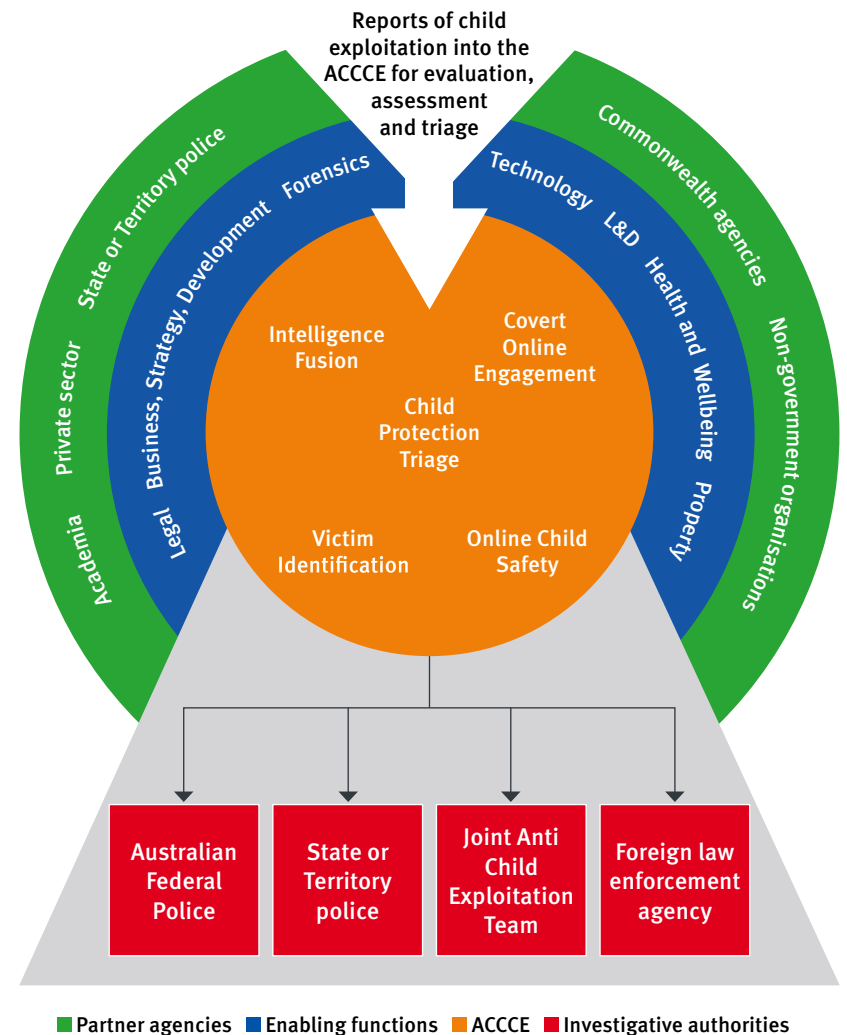 Reports of child
exploitation into the
ACCCE for evaluation,
assessment
and triage
Academia Private sector State or Territory police
Commonwealth agencies Non-government organisations
Legal Business, Strategy, Development Forensics
Technology L&D Health and Wellbeing Property
Intelligence
Fusion
Covert
Online
Engagement
Child
Protection
Triage
Victim
Identification
Online Child
Safety
Australian
Federal
Police
State or
Territory
police
Joint Anti
Child
Exploitation
Team
Foreign law
enforcement
agency
Partner agencies Enabling functions ACCCE Investigative authorities